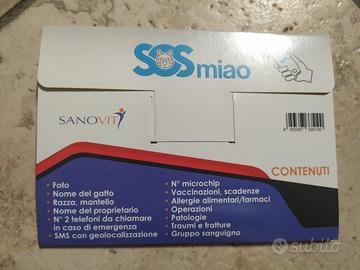 SOSmiao
SANOVIT
CONTENUTI
• Foto
• Nome del gatto
• Razza, mantello
• Nome del proprietario
• N° 2 telefoni da chiamare
in caso di emergenza
• SMS con geolocalizzazione
• N° microchip
• Vaccinazioni, scadenze
• Allergie alimentari/farmaci
• Operazioni
• Patologie
• Traumi e fratture
• Gruppo sanguigno
subito